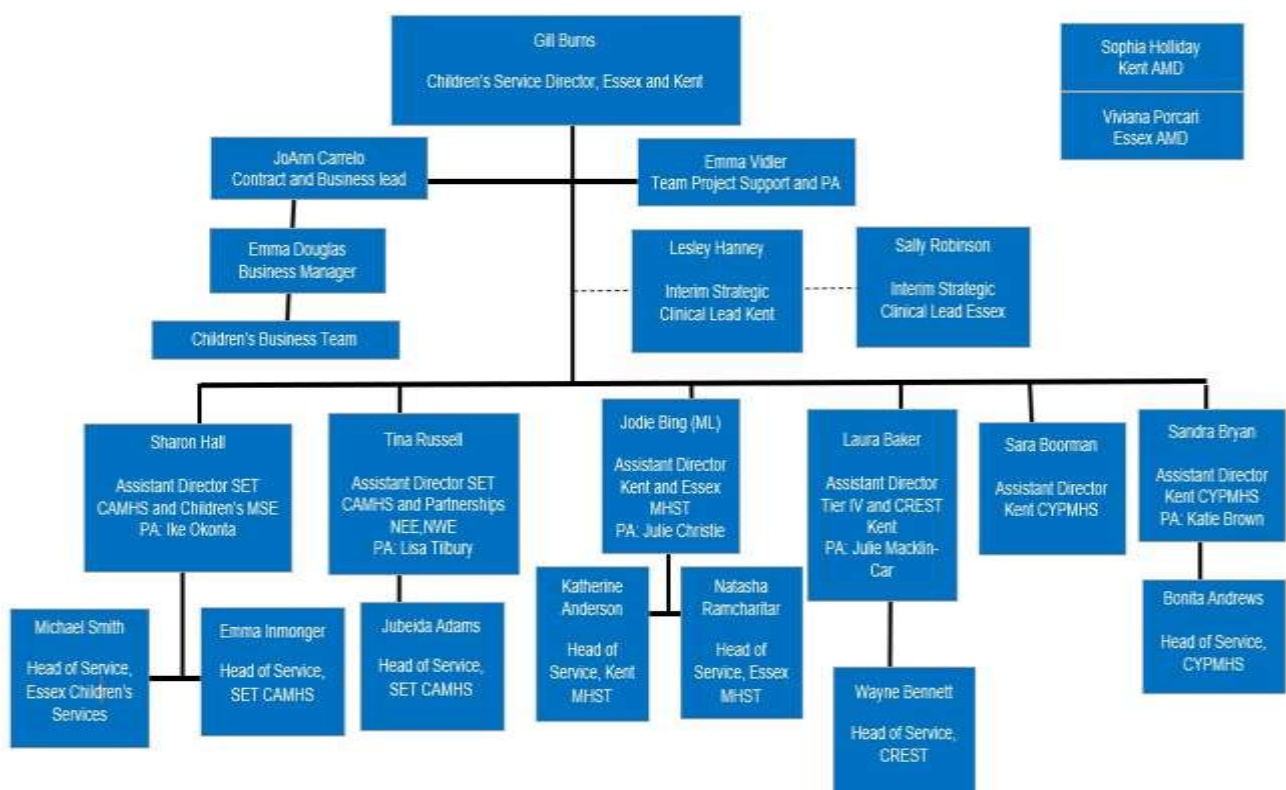 Gill Burns
Children's Service Director, Essex and Kent
Sophia Holliday
Kent AMD
Viviana Porcari
Essex AMD
JoAnn Carrelo
Contract and Business lead
Emma Vidler
Team Project Support and PA
Emma Douglas
Business Manager
Lesley Hanney
Interim Strategic
Clinical Lead Kent
Sally Robinson
Interim Strategic
Clinical Lead Essex
Children's Business Team
Sharon Hall
Assistant Director SET
CAMHS and Children's MSE
PA: Ike Okonta
Tina Russell
Assistant Director SET
CAMHS and Partnerships
NEE,NWE
PA: Lisa Tilbury
Jodie Bing (ML)
Assistant Director
Kent and Essex
MHST
PA: Julie Christie
Laura Baker
Assistant Director
Tier IV and CREST
Kent
PA: Julie Macklin-
Car
Sara Boorman
Assistant Director
Kent CYPMHS
Sandra Bryan
Assistant Director
Kent CYPMHS
PA: Katie Brown
Michael Smith
Head of Service,
Essex Children's
Services
Emma Inmonger
Head of Service,
SET CAMHS
Jubeida Adams
Head of Service,
SET CAMHS
Katherine
Anderson
Head of
Service, Kent
MHST
Natasha
Ramcharitar
Head of
Service, Essex
MHST
Wayne Bennett
Head of Service,
CREST
Bonita Andrews
Head of Service,
CYPMHS